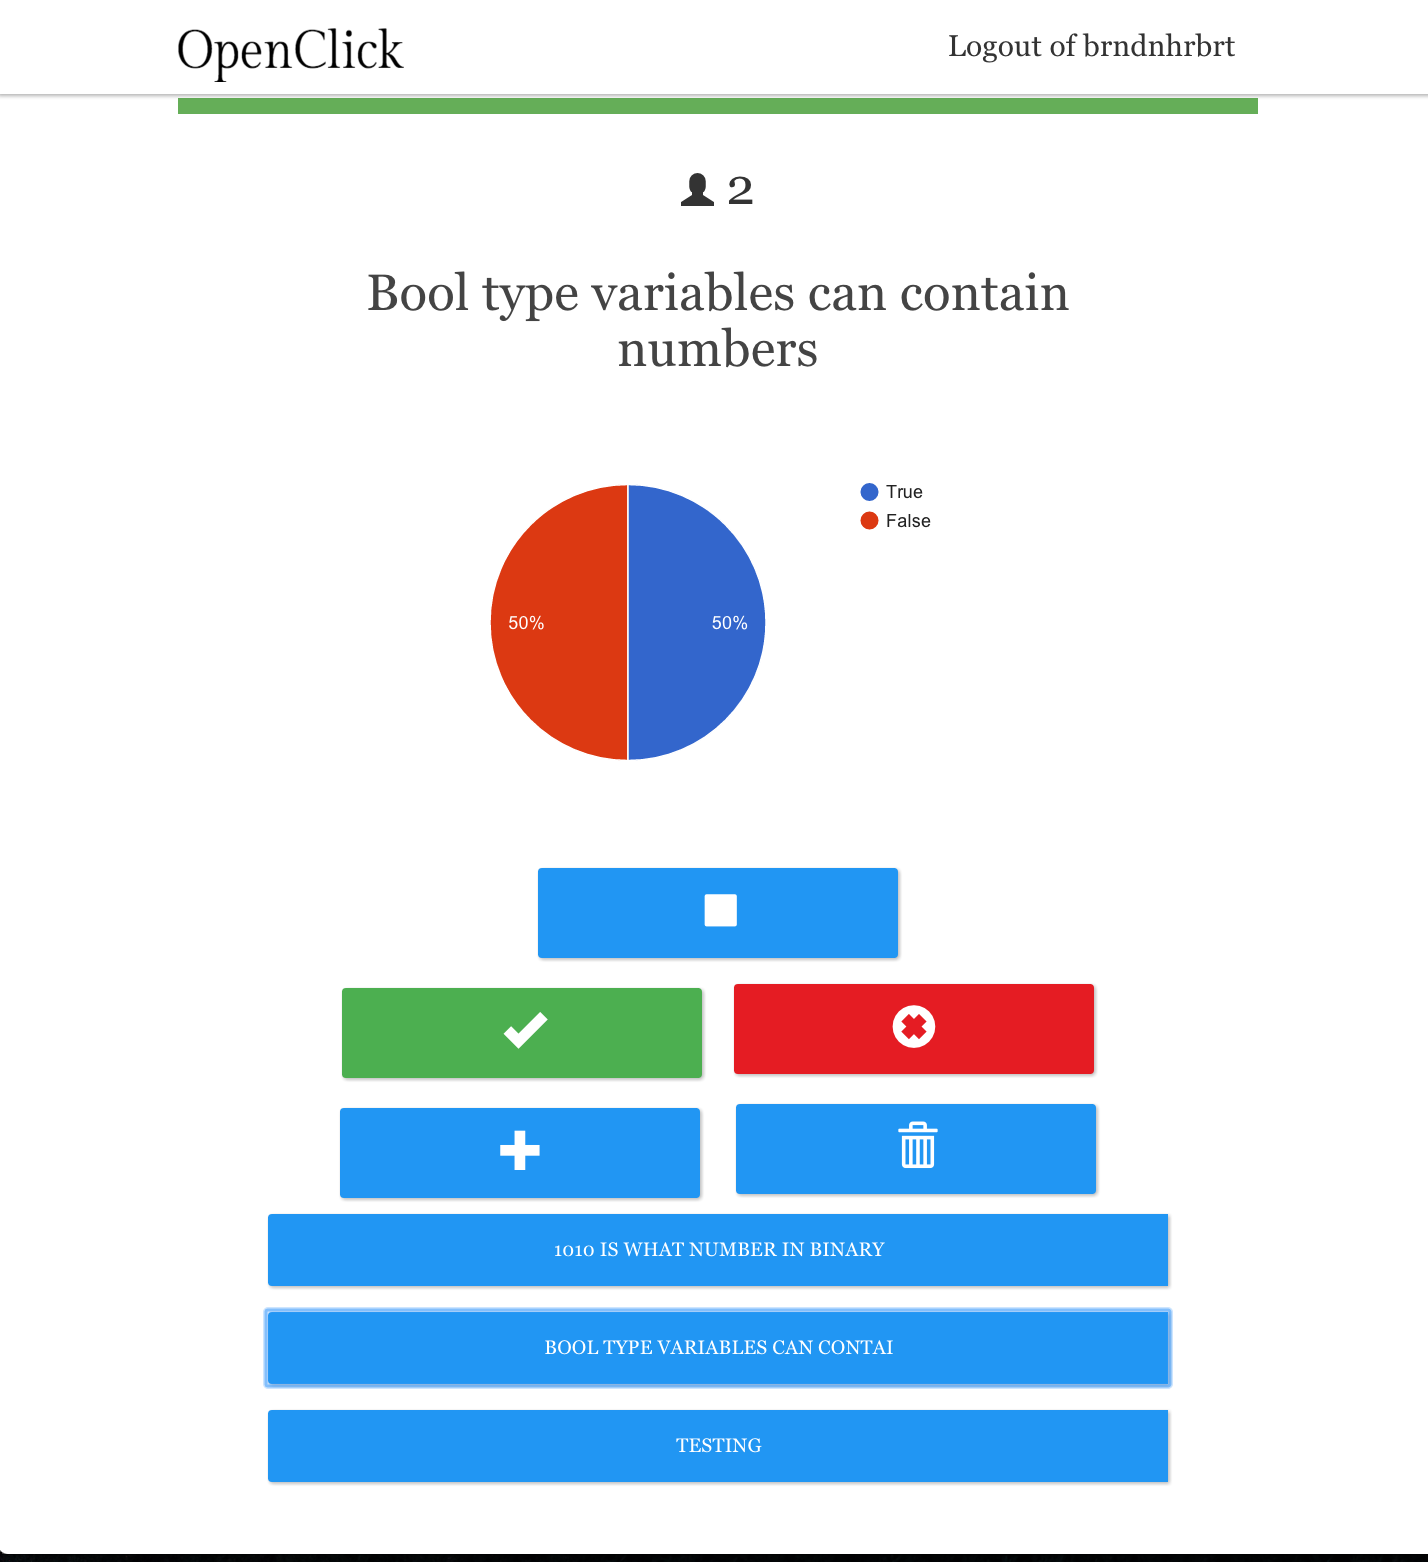 OpenClick
Logout of brndnhrbrt
2
Bool type variables can contain
numbers
True
False
50%
50%
1010 IS WHAT NUMBER IN BINARY
BOOL TYPE VARIABLES CAN CONTAI
TESTING